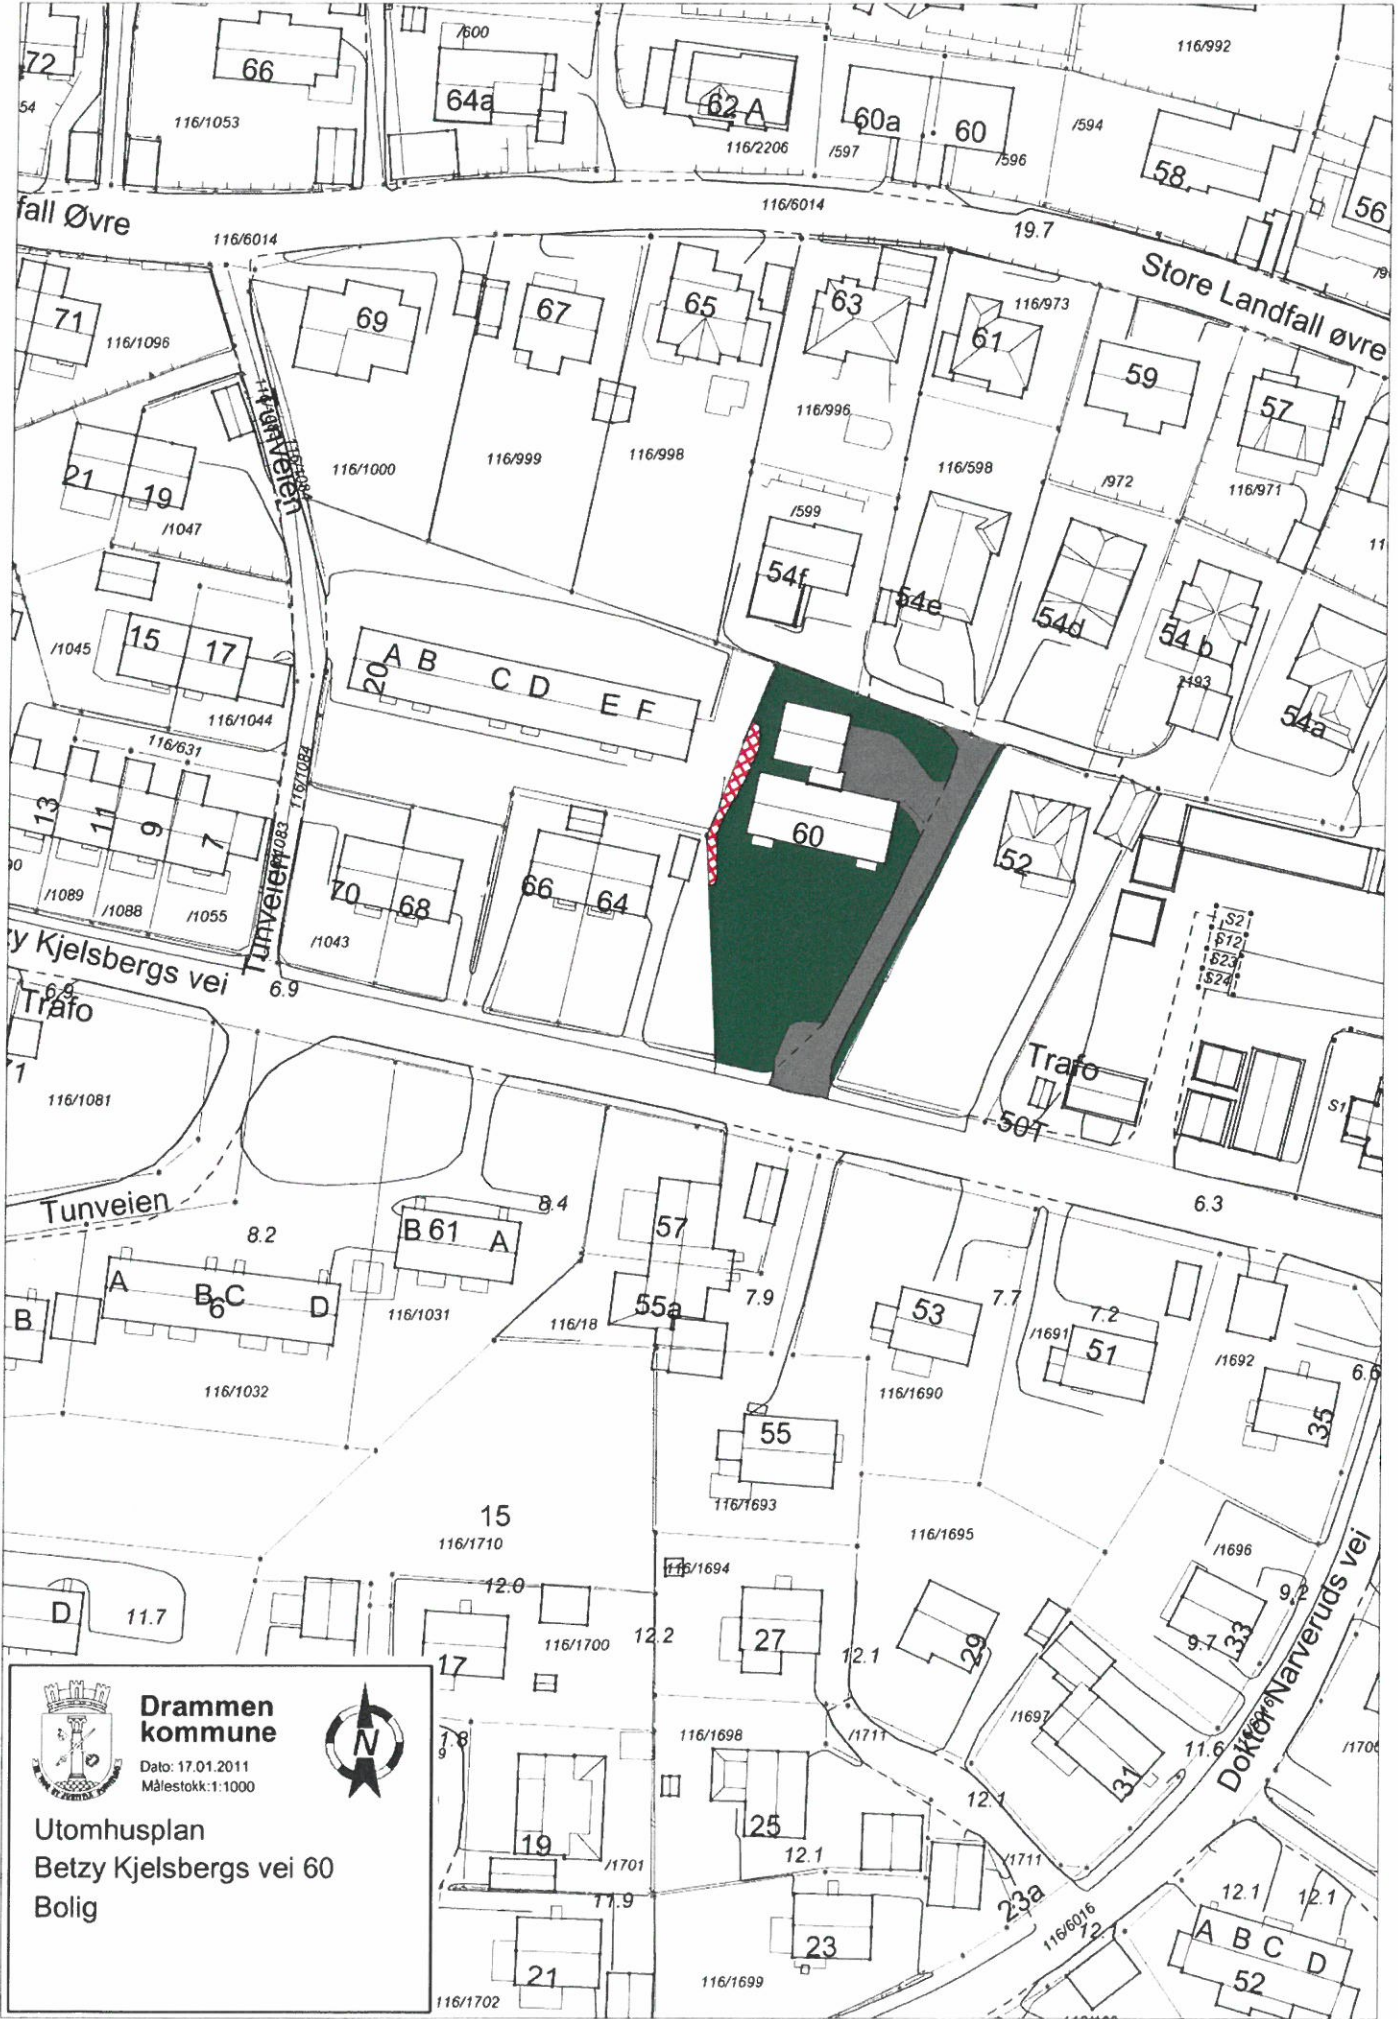 72
66
/600
64a
62 A
60a
60
/594
116/992
54
116/1053
116/2206
/597
/596
58
56
fall Øvre
116/6014
116/6014
19.7
Store Landfall øvre
71
116/1096
69
67
65
63
61
116/973
59
57
116/996
Tunveien
116/1084
116/1000
116/999
116/998
116/598
/972
116/971
21
19
/1047
/599
54f
54e
54d
54 b
2193
54a
/1045
15
17
116/1044
116/631
116/1084
20
A B
C D
E F
60
52
13
11
9
7
/1089
/1088
/1055
Tunveien
70
68
/1043
66
64
S2
S12
S23
S24
zy Kjelsbergs vei
6.9
6.9
Trafo
71
116/1081
Trafo
50T
S1
6.3
Tunveien
8.2
B 61 A
8.4
57
55a
7.9
53
7.7
/1691
7.2
51
/1692
6.6
35
B
A
B C
6
D
116/1031
116/18
116/1032
116/1690
55
116/1693
15
116/1710
116/1695
/1696
12.0
116/1694
D
11.7
17
116/1700
12.2
27
12.1
29
33
9.2
9.7
Doktor Narveruds vei
116/1698
/1711
/1697
31
11.6
19
/1701
25
12.1
12.1
/1711
23a
11.9
21
116/1702
23
116/1699
116/6016
12.1
12.1
12.1
A B C D
52
Drammen
kommune
Dato: 17.01.2011
Målestokk:1:1000
N
Utomhusplan
Betzy Kjelsbergs vei 60
Bolig